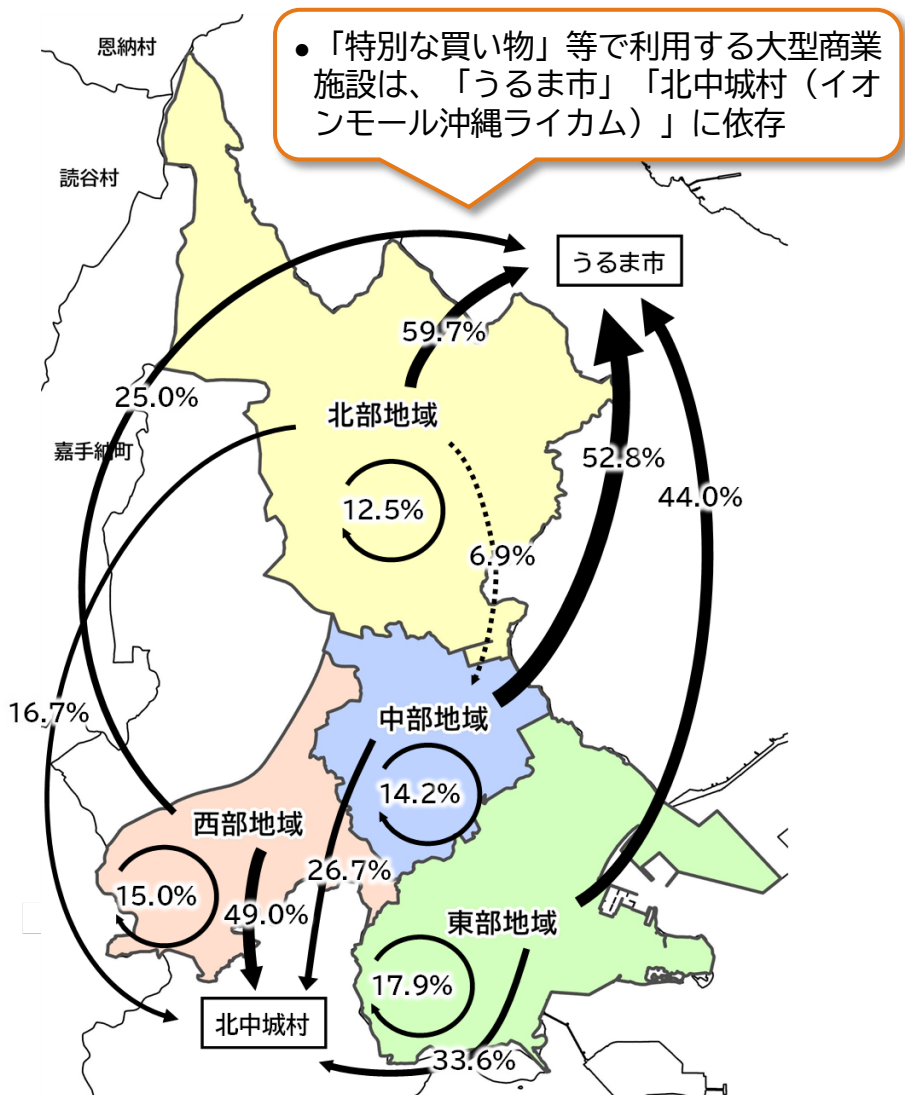 恩納村
• 「特別な買い物」等で利用する大型商業
施設は、「うるま市」「北中城村（イオ
ンモール沖縄ライカム）」に依存
読谷村
うるま市
59.7%
25.0%
北部地域
嘉手納町
52.8%
44.0%
12.5%
6.9%
16.7%
中部地域
14.2%
西部地域
26.7%
15.0%
49.0%
東部地域
17.9%
北中城村
33.6%